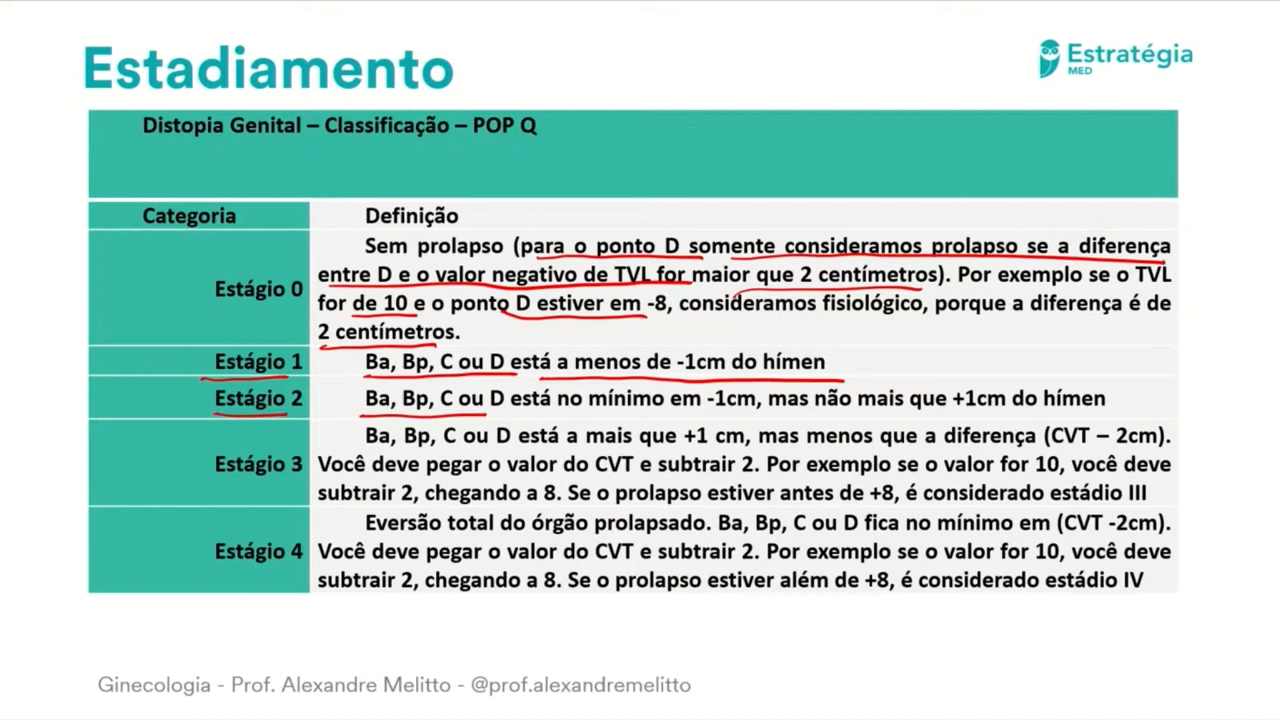 Estadiamento
Estratégia
MED
Distopia Genital – Classificação – POP Q
Categoria
Definição
Estágio 0
Sem prolapso (para o ponto D somente consideramos prolapso se a diferença
entre D e o valor negativo de TVL for maior que 2 centímetros). Por exemplo se o TVL
for de 10 e o ponto D estiver em -8, consideramos fisiológico, porque a diferença é de
2 centímetros.
Estágio 1
Ba, Bp, C ou D está a menos de -1cm do hímen
Estágio 2
Ba, Bp, C ou D está no mínimo em -1cm, mas não mais que +1cm do hímen
Estágio 3
Ba, Bp, C ou D está a mais que +1 cm, mas menos que a diferença (CVT – 2cm).
Você deve pegar o valor do CVT e subtrair 2. Por exemplo se o valor for 10, você deve
subtrair 2, chegando a 8. Se o prolapso estiver antes de +8, é considerado estádio III
Estágio 4
Eversão total do órgão prolapsado. Ba, Bp, C ou D fica no mínimo em (CVT -2cm).
Você deve pegar o valor do CVT e subtrair 2. Por exemplo se o valor for 10, você deve
subtrair 2, chegando a 8. Se o prolapso estiver além de +8, é considerado estádio IV
Ginecologia - Prof. Alexandre Melitto - @prof.alexandremelitto